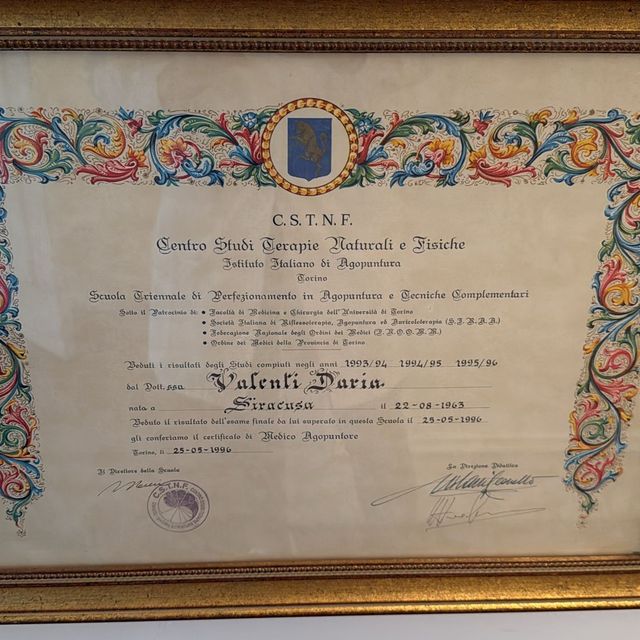 C.S.T.N.F.
Centro Studi Terapie Naturali e Fisiche
Istituto Italiano di Agopuntura
Torino
Scuola Triennale di Perfezionamento in Agopuntura e Tecniche Complementari
Sotto il Patrocinio di: • Facoltà di Medicina e Chirurgia dell'Università di Torino
• Società Italiana di Riflessoterapia, Agopuntura ed Auricoloterapia (S.I.R.A.A.)
• Federazione Nazionale degli Ordini dei Medici (F.N.O.O.M.M.)
• Ordine dei Medici della Provincia di Torino
Veduti i risultati degli Studi compiuti negli anni 1993/94 1994/95 1995/96
dal Dott. ssa Valenti Daria
nata a Siracusa il 22-08-1963
Veduto il risultato dell'esame finale da lui superato in questa Scuola il 25-05-1996
gli conferiamo il certificato di Medico Agopuntore
Torino, li 25-05-1996
Il Direttore della Scuola
La Direzione Didattica
C.S.T.N.F.